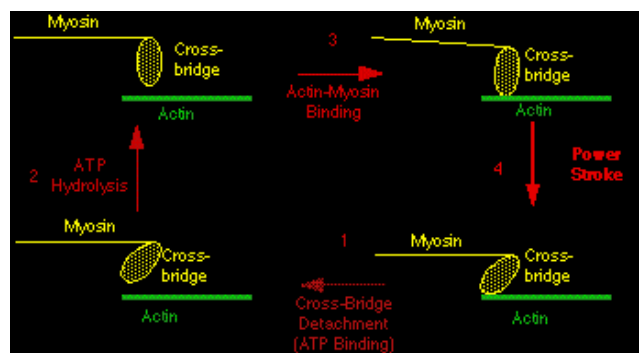 Myosin
Cross-
bridge
Actin
3
Actin-Myosin
Binding
Myosin
Cross-
bridge
Actin
2 ATP
Hydrolysis
4
Power
Stroke
Myosin
Cross-
bridge
Actin
1
Cross-Bridge
Detachment
(ATP Binding)
Myosin
Cross-
bridge
Actin